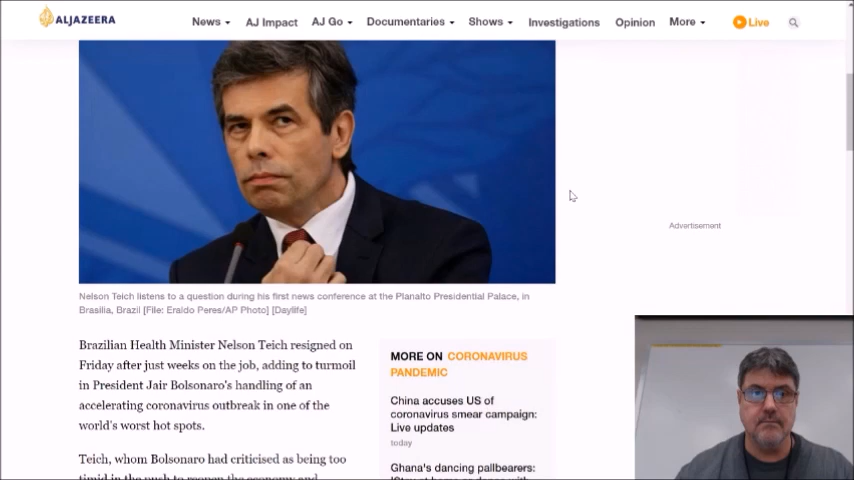 ALJAZEERA News AJ Impact AJ Go Documentaries Shows Investigations Opinion More Live
Advertisement
Nelson Teich listens to a question during his first news conference at the Planalto Presidential Palace, in
Brasilia, Brazil [File: Eraldo Peres/AP Photo] [Daylife]
Brazilian Health Minister Nelson Teich resigned on
Friday after just weeks on the job, adding to turmoil
in President Jair Bolsonaro's handling of an
accelerating coronavirus outbreak in one of the
world's worst hot spots.
Teich, whom Bolsonaro had criticised as being too
timid in the push to reopen the economy and
MORE ON CORONAVIRUS
PANDEMIC
China accuses US of
coronavirus smear campaign:
Live updates
today
Ghana's dancing pallbearers: